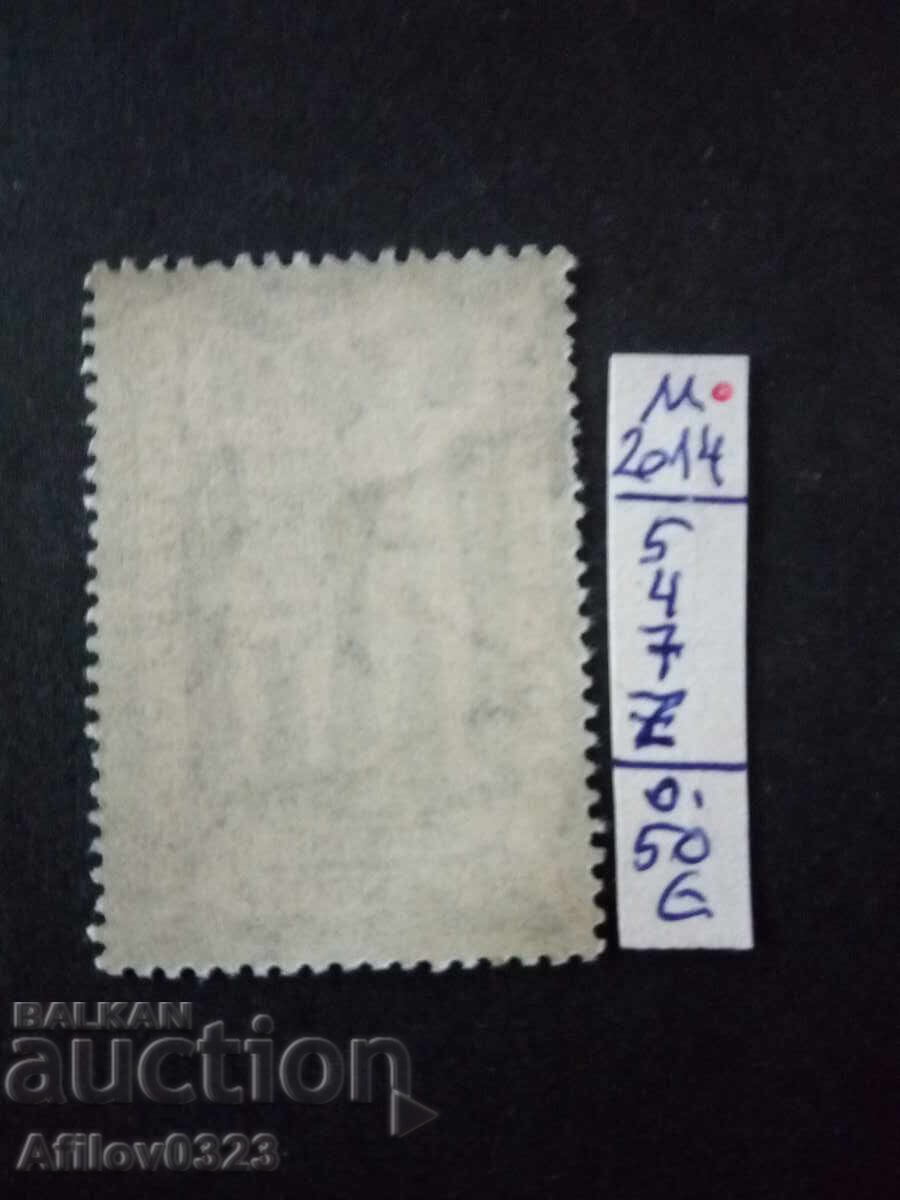 M.
2014
5
4
7
0.
50
€
BALKAN
auction
Afilov0323